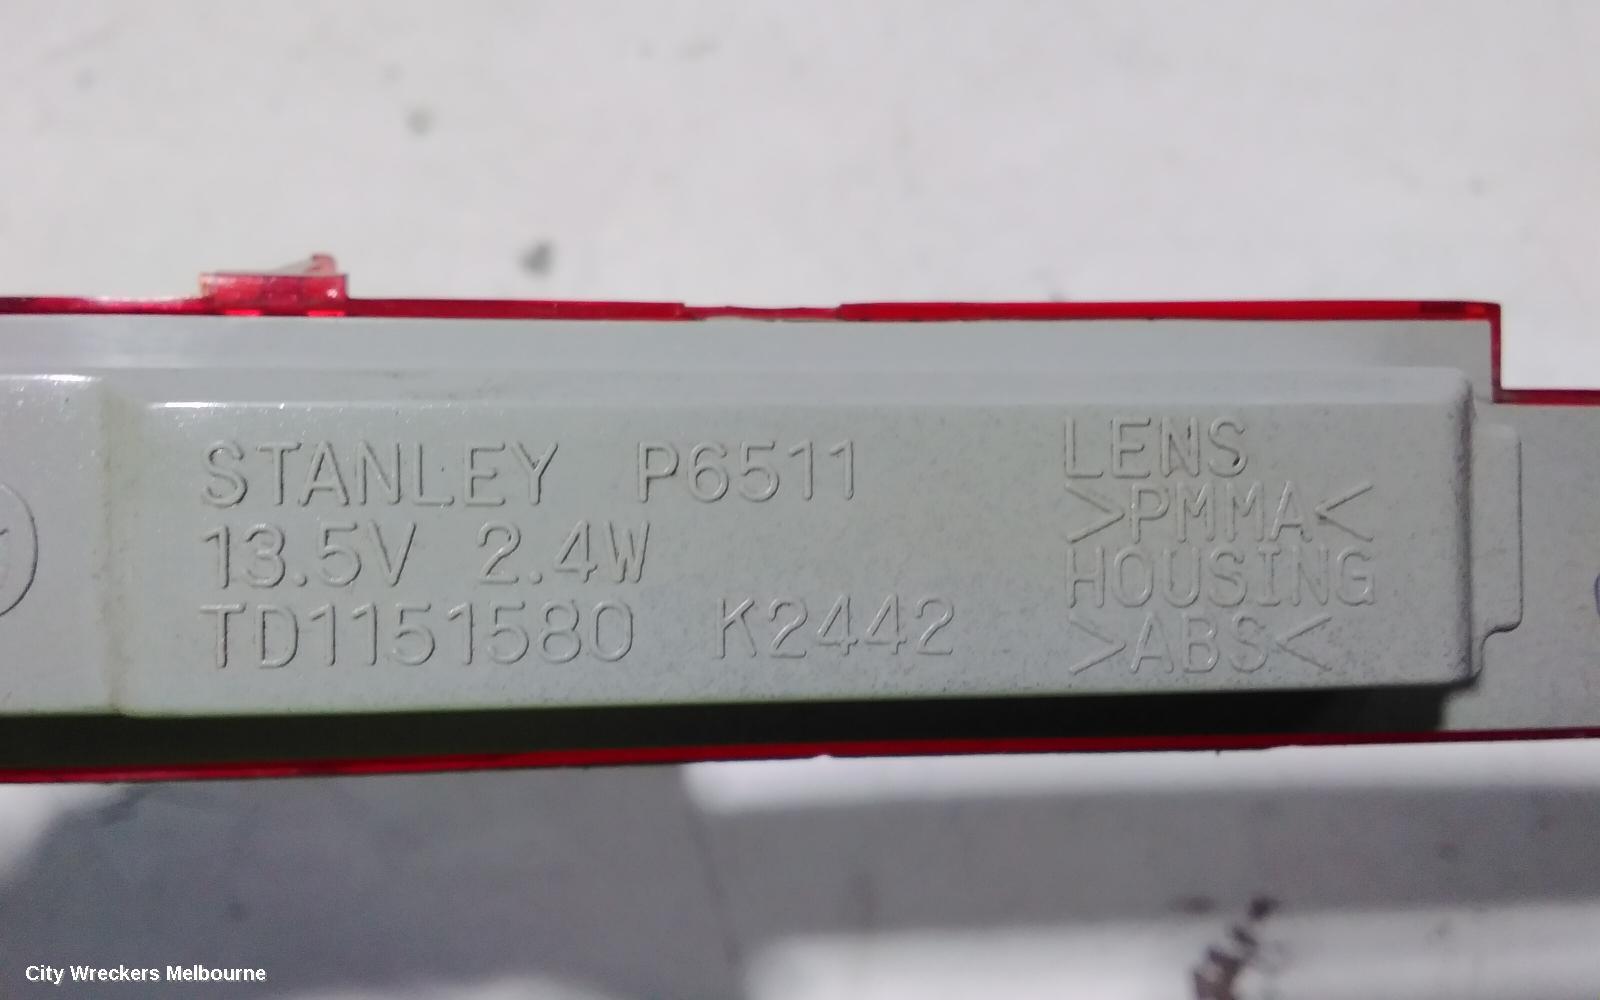 STANLEY P6511
13.5V 2.4W
TD1151580 K2442
LENS
>PMMA<
HOUSING
>ABS<
City Wreckers Melbourne